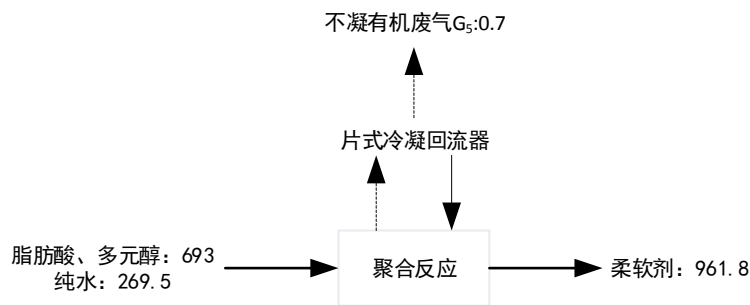 不凝有机废气G₅:0.7
片式冷凝回流器
脂肪酸、多元醇：693
纯水：269.5
聚合反应
柔软剂：961.8